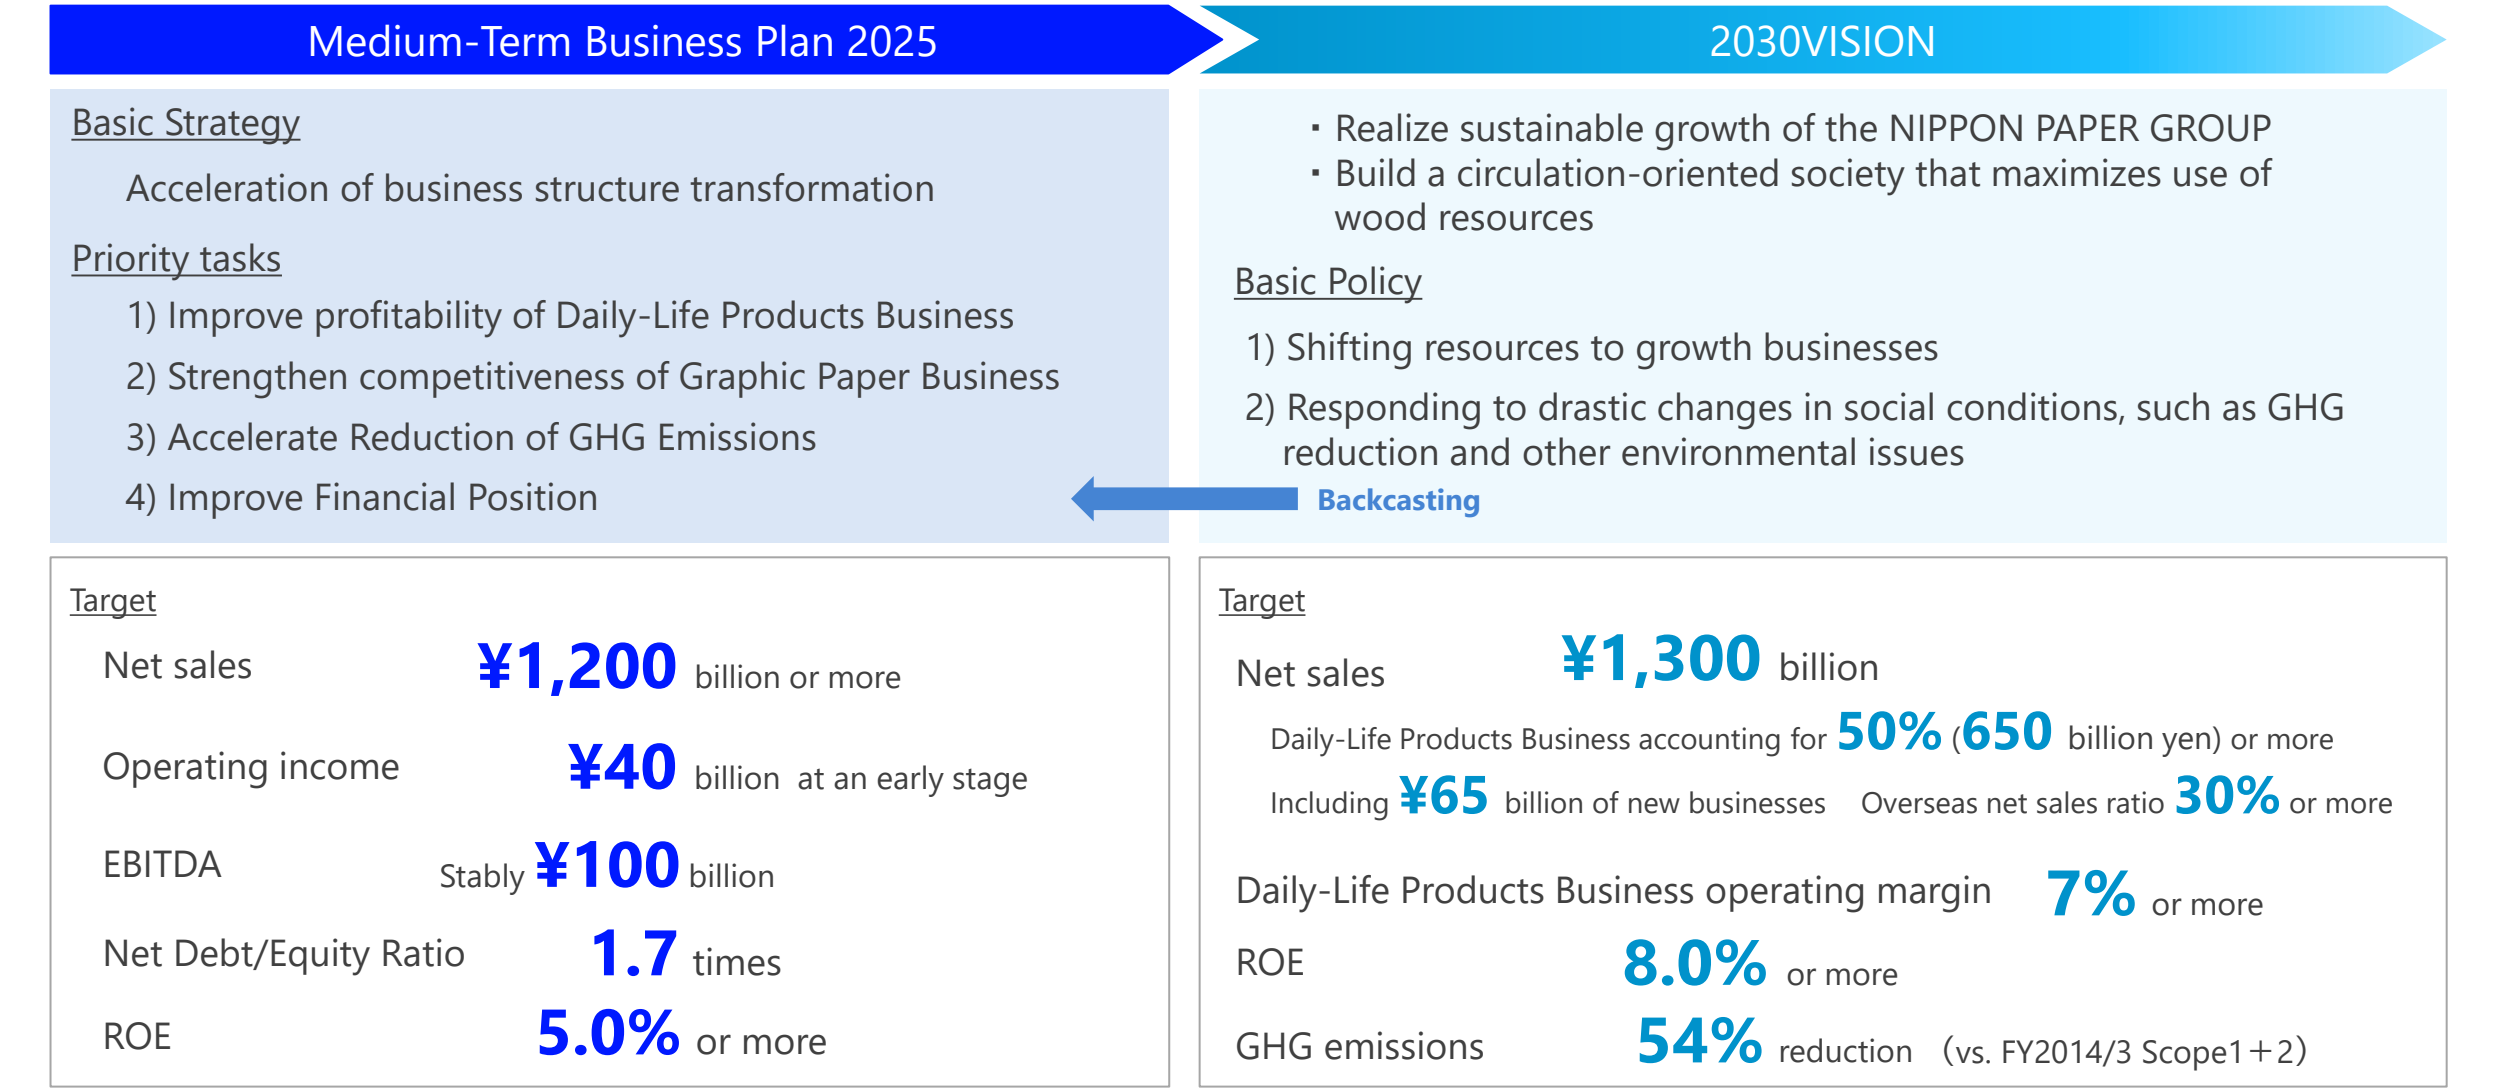 Medium-Term Business Plan 2025
Basic Strategy
Acceleration of business structure transformation
Priority tasks
1) Improve profitability of Daily-Life Products Business
2) Strengthen competitiveness of Graphic Paper Business
3) Accelerate Reduction of GHG Emissions
4) Improve Financial Position
Target
Net sales ¥1,200 billion or more
Operating income ¥40 billion at an early stage
EBITDA Stably ¥100 billion
Net Debt/Equity Ratio 1.7 times
ROE 5.0% or more
2030VISION
・Realize sustainable growth of the NIPPON PAPER GROUP
・Build a circulation-oriented society that maximizes use of
wood resources
Basic Policy
1) Shifting resources to growth businesses
2) Responding to drastic changes in social conditions, such as GHG
reduction and other environmental issues
Backcasting
Target
Net sales ¥1,300 billion
Daily-Life Products Business accounting for 50% (650 billion yen) or more
Including ¥65 billion of new businesses Overseas net sales ratio 30% or more
Daily-Life Products Business operating margin 7% or more
ROE 8.0% or more
GHG emissions 54% reduction （vs. FY2014/3 Scope1＋2）